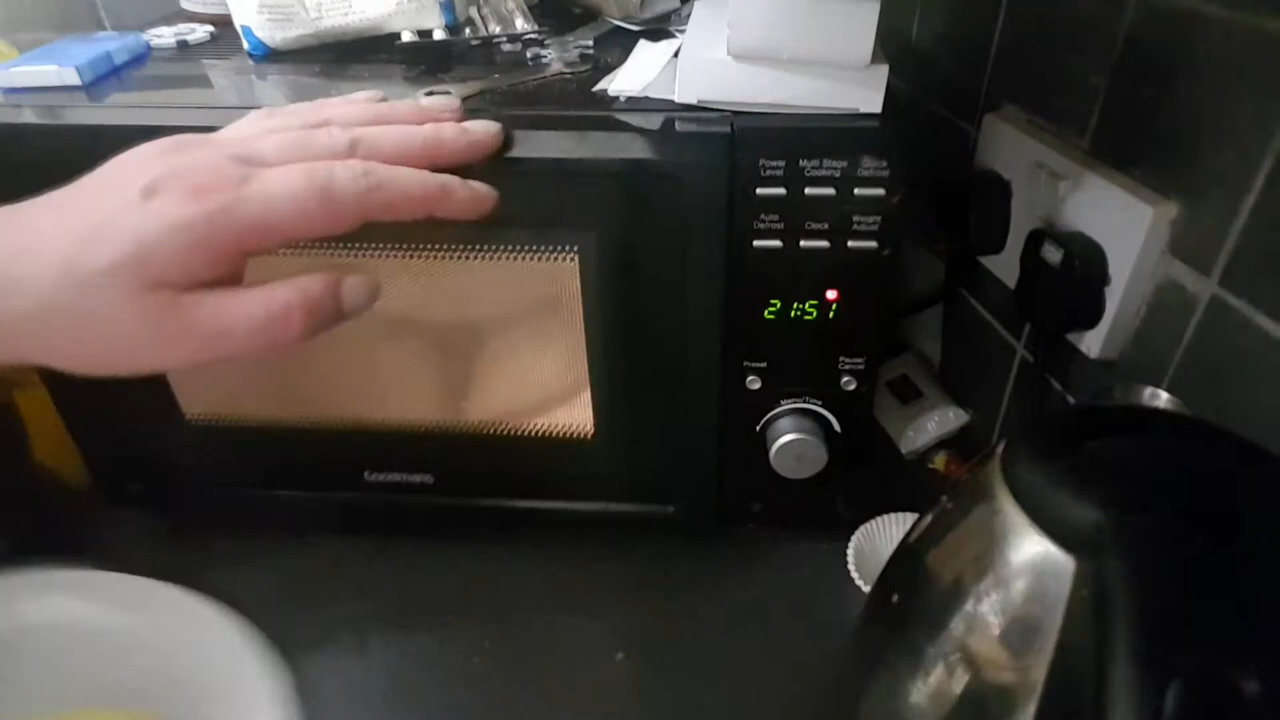 Power
Level
Multi Stage
Cooking
Quick
Defrost
Auto
Defrost
Clock
Weight
Adjust
21:51
Preset
Pause/
Cancel
Menu/Time
Goodmans